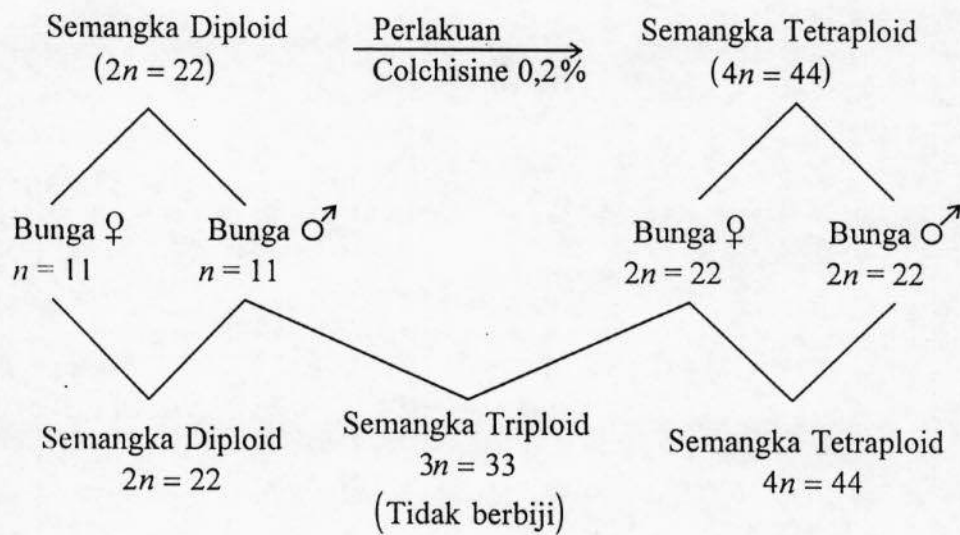 Semangka Diploid
(2n = 22)
Perlakuan
Colchisine 0,2%
Semangka Tetraploid
(4n = 44)
Bunga ♀
n = 11
Bunga ♂
n = 11
Bunga ♀
2n = 22
Bunga ♂
2n = 22
Semangka Diploid
2n = 22
Semangka Triploid
3n = 33
(Tidak berbiji)
Semangka Tetraploid
4n = 44